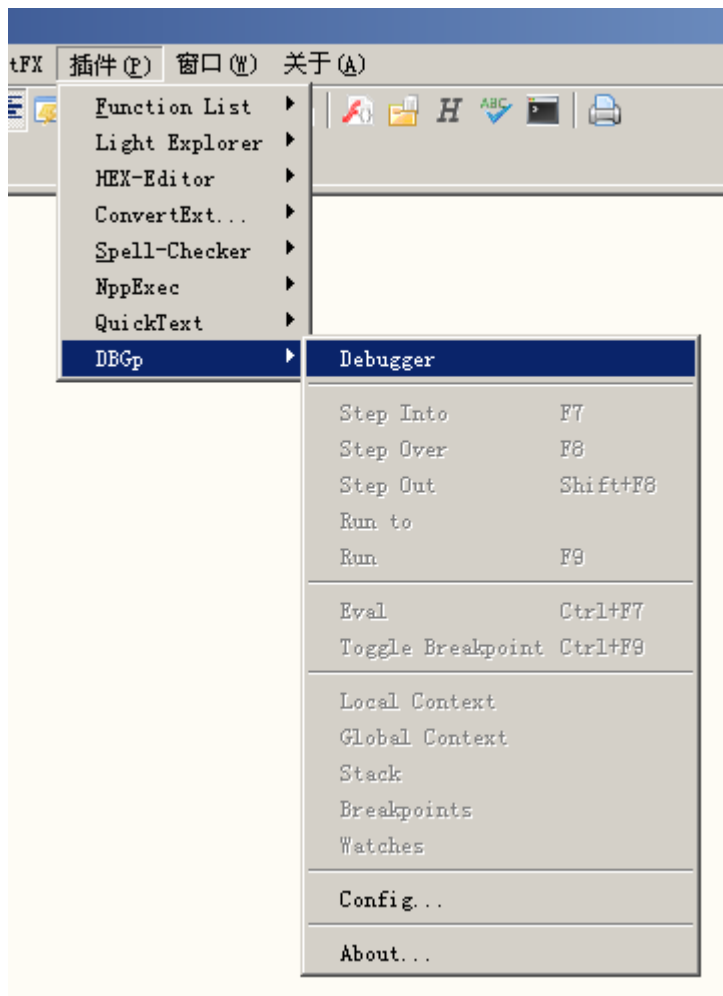 tFX 插件(P) 窗口(W) 关于(A)
H ABC
Function List
Light Explorer
HEX-Editor
ConvertExt...
Spell-Checker
NppExec
QuickText
DBGp
Debugger
Step Into F7
Step Over F8
Step Out Shift+F8
Run to
Run F9
Eval Ctrl+F7
Toggle Breakpoint Ctrl+F9
Local Context
Global Context
Stack
Breakpoints
Watches
Config...
About...